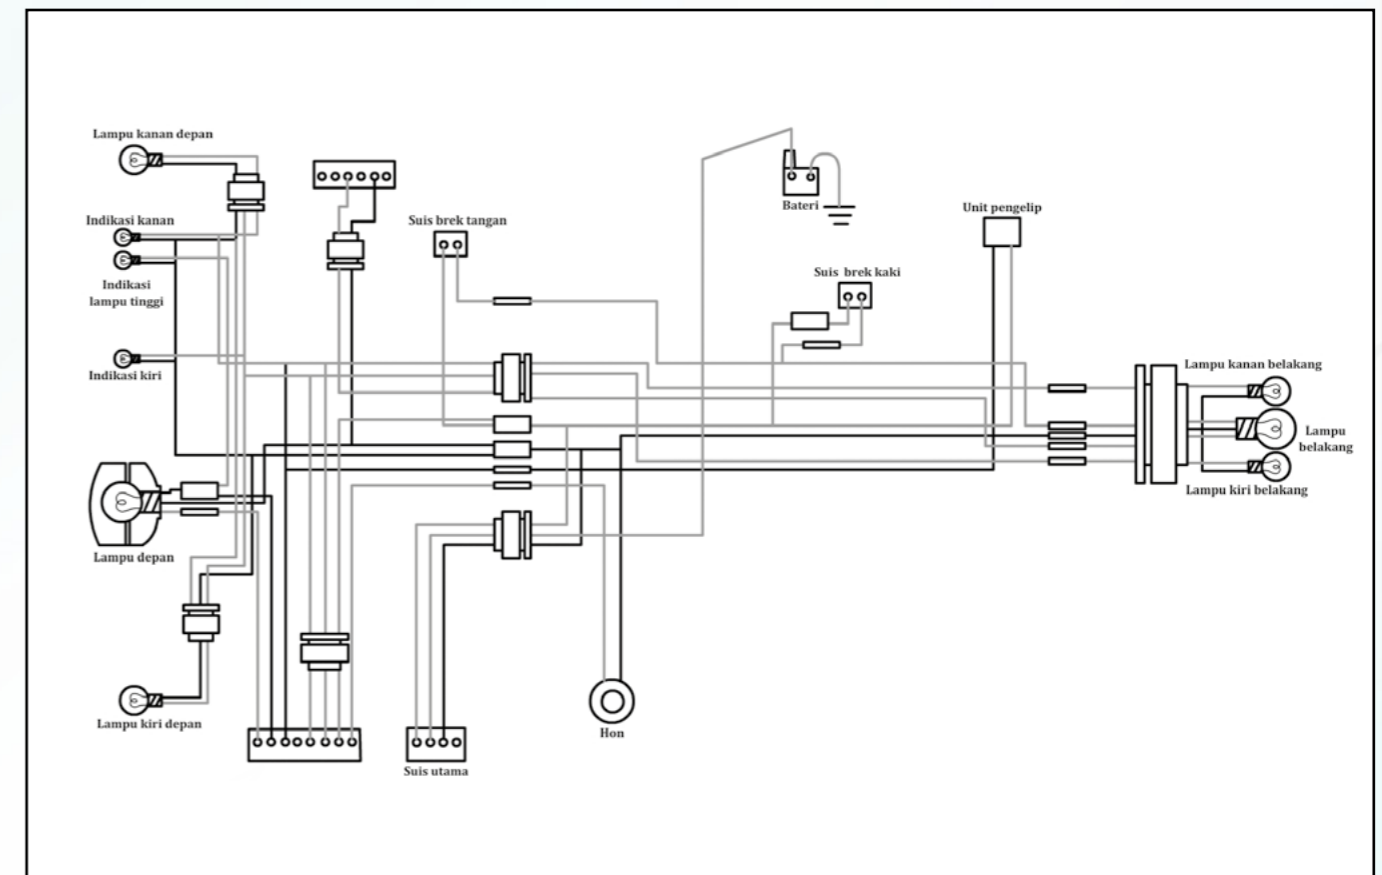 Lampu kanan depan
Indikasi kanan
Indikasi
lampu tinggi
Indikasi kiri
Lampu depan
Lampu kiri depan
Suis brek tangan
Suis utama
Hon
Bateri
Suis brek kaki
Unit pengelip
Lampu kanan belakang
Lampu
belakang
Lampu kiri belakang